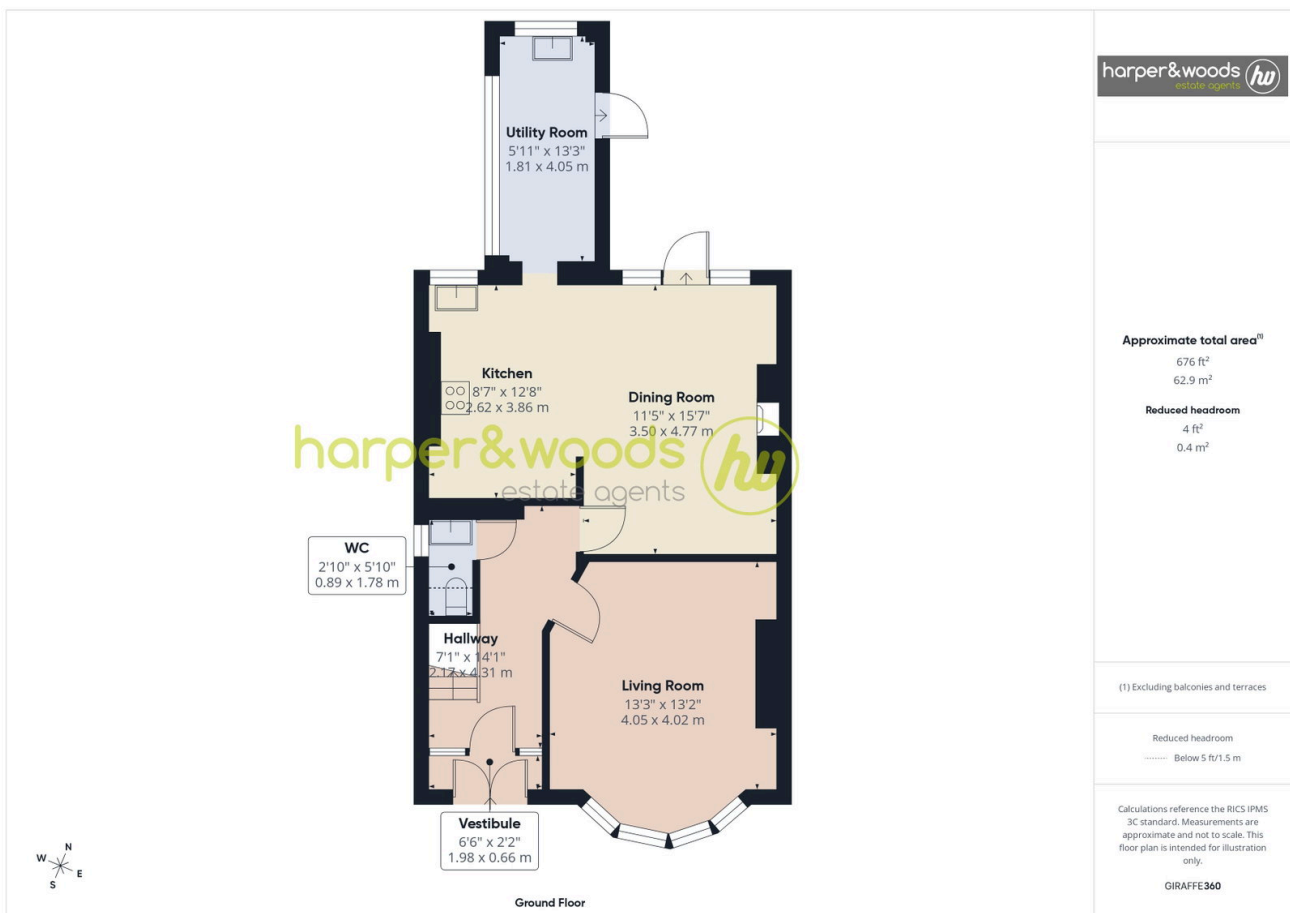 Utility Room
5'11" x 13'3"
1.81 x 4.05 m
Kitchen
8'7" x 12'8"
2.62 x 3.86 m
Dining Room
11'5" x 15'7"
3.50 x 4.77 m
harper&woods hw
estate agents
WC
2'10" x 5'10"
0.89 x 1.78 m
Hallway
7'1" x 14'1"
2.17 x 4.31 m
Living Room
13'3" x 13'2"
4.05 x 4.02 m
Vestibule
6'6" x 2'2"
1.98 x 0.66 m
N
W
E
S
Ground Floor
harper&woods hw
estate agents
Approximate total area(1)
676 ft²
62.9 m²
Reduced headroom
4 ft²
0.4 m²
(1) Excluding balconies and terraces
Reduced headroom
Below 5 ft/1.5 m
Calculations reference the RICS IPMS
3C standard. Measurements are
approximate and not to scale. This
floor plan is intended for illustration
only.
GIRAFFE360